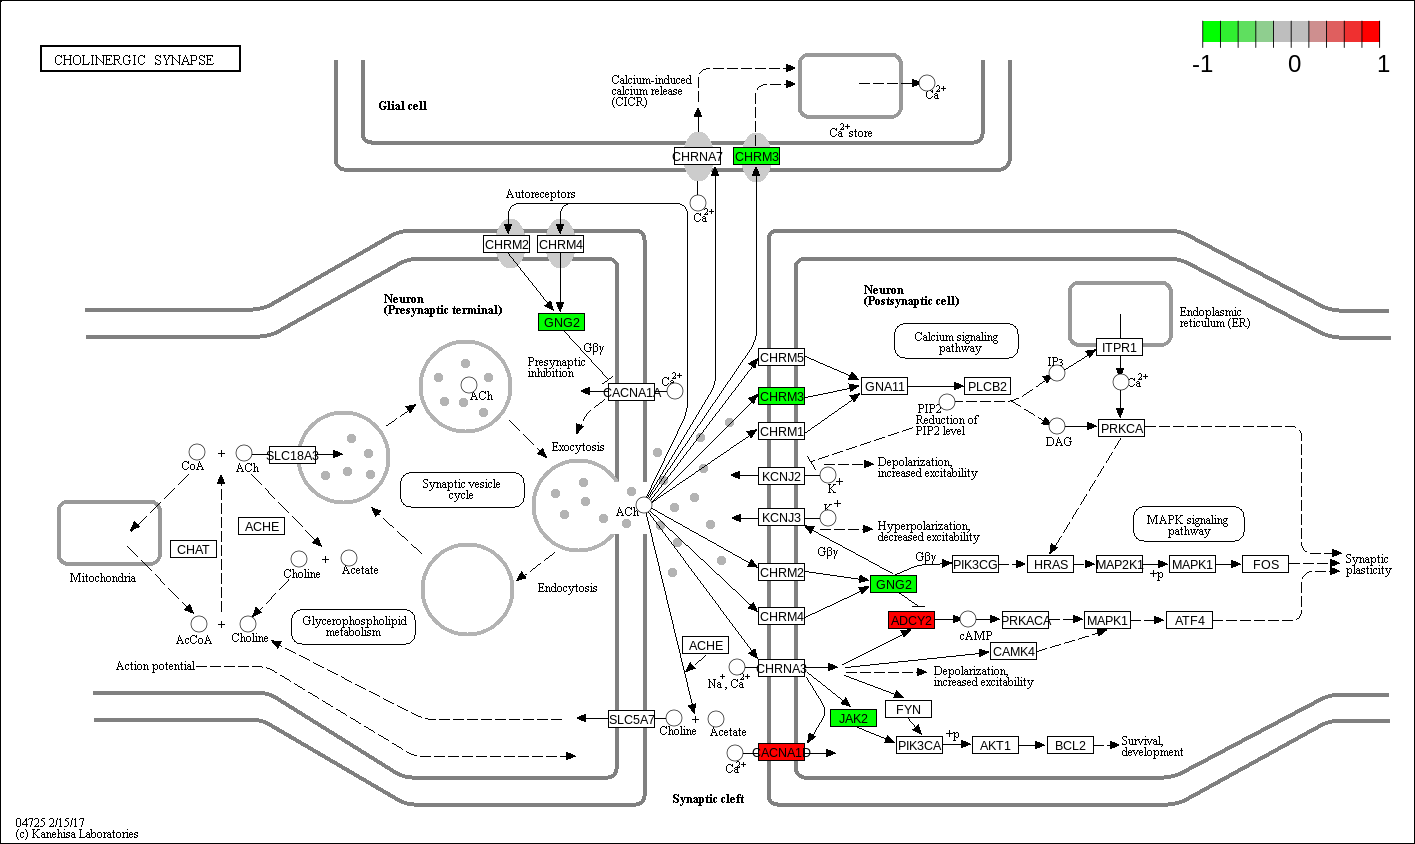 CHOLINERGIC SYNAPSE
-1
0
1
Glial cell
Calcium-induced
calcium release
(CICR)
Ca2+
Ca2+ store
CHRNA7
CHRM3
Ca2+
Autoreceptors
CHRM2
CHRM4
Neuron
(Presynaptic terminal)
GNG2
Gβγ
Presynaptic
inhibition
CACNA1A
Ca2+
Exocytosis
ACh
CoA
+
ACh
SLC18A3
Synaptic vesicle
cycle
ACh
ACHE
CHAT
Mitochondria
Choline
+
Acetate
Endocytosis
AcCoA
+
Choline
Glycerophospholipid
metabolism
Action potential
SLC5A7
Choline
+
Acetate
ACHE
Na+, Ca2+
Ca2+
Synaptic cleft
Neuron
(Postsynaptic cell)
Calcium signaling
pathway
Endoplasmic
reticulum (ER)
ITPR1
CHRM5
GNA11
PLCB2
IP3
Ca2+
CHRM3
PIP2
Reduction of
PIP2 level
DAG
PRKCA
CHRM1
Depolarization,
increased excitability
KCNJ2
K+
KCNJ3
K+
Hyperpolarization,
decreased excitability
MAPK signaling
pathway
Gβγ
Gβγ
PIK3CG
HRAS
MAP2K1
+p
MAPK1
FOS
Synaptic
plasticity
CHRM2
GNG2
CHRM4
ADCY2
cAMP
PRKACA
MAPK1
ATF4
CAMK4
CHRNA3
Depolarization,
increased excitability
JAK2
FYN
PIK3CA
+p
AKT1
BCL2
Survival,
development
CACNA1D
04725 2/15/17
(c) Kanehisa Laboratories